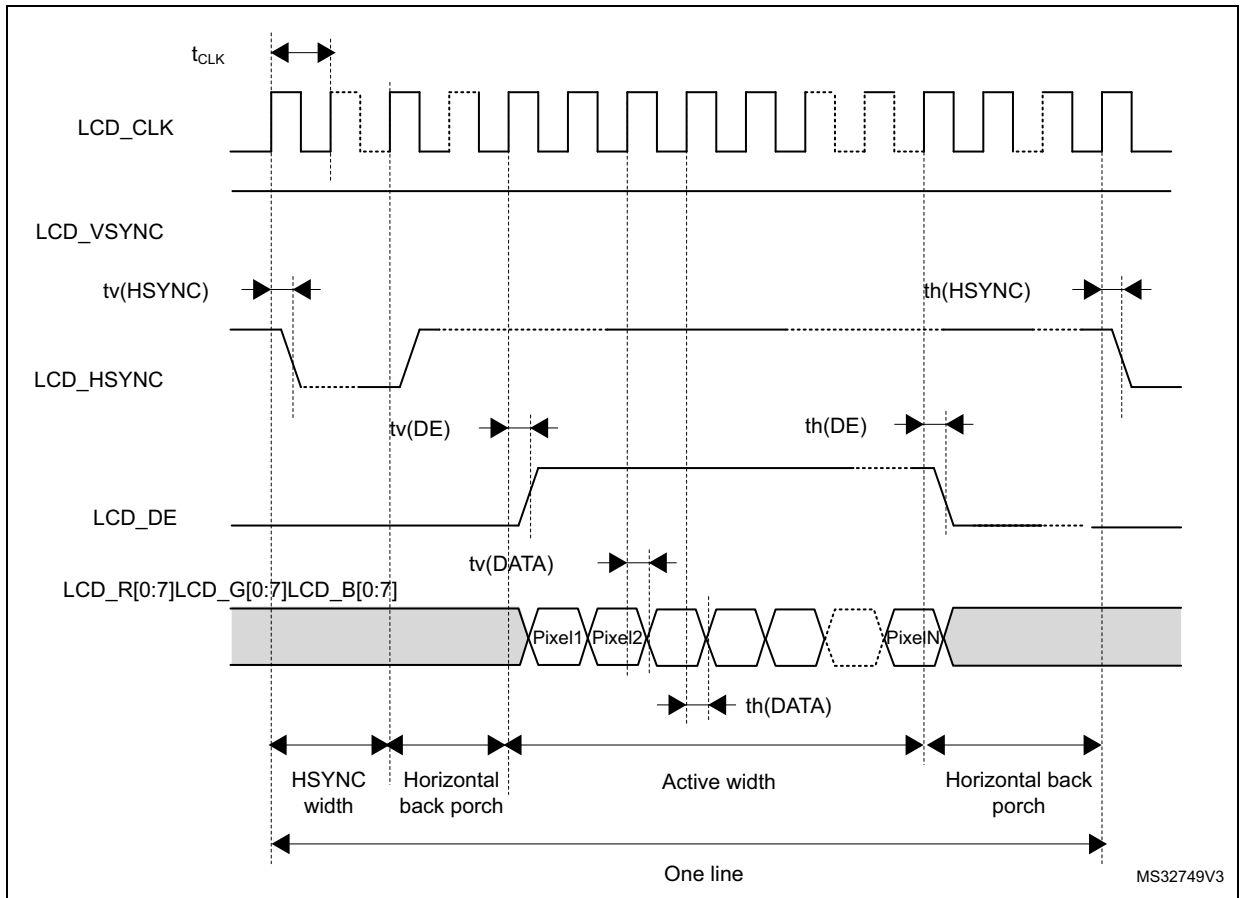 tCLK
LCD_CLK
LCD_VSYNC
tv(HSYNC)
th(HSYNC)
LCD_HSYNC
tv(DE)
th(DE)
LCD_DE
tv(DATA)
LCD_R[0:7]LCD_G[0:7]LCD_B[0:7]
Pixel1
Pixel2
PixelN
th(DATA)
HSYNC
width
Horizontal
back porch
Active width
Horizontal back
porch
One line
MS32749V3